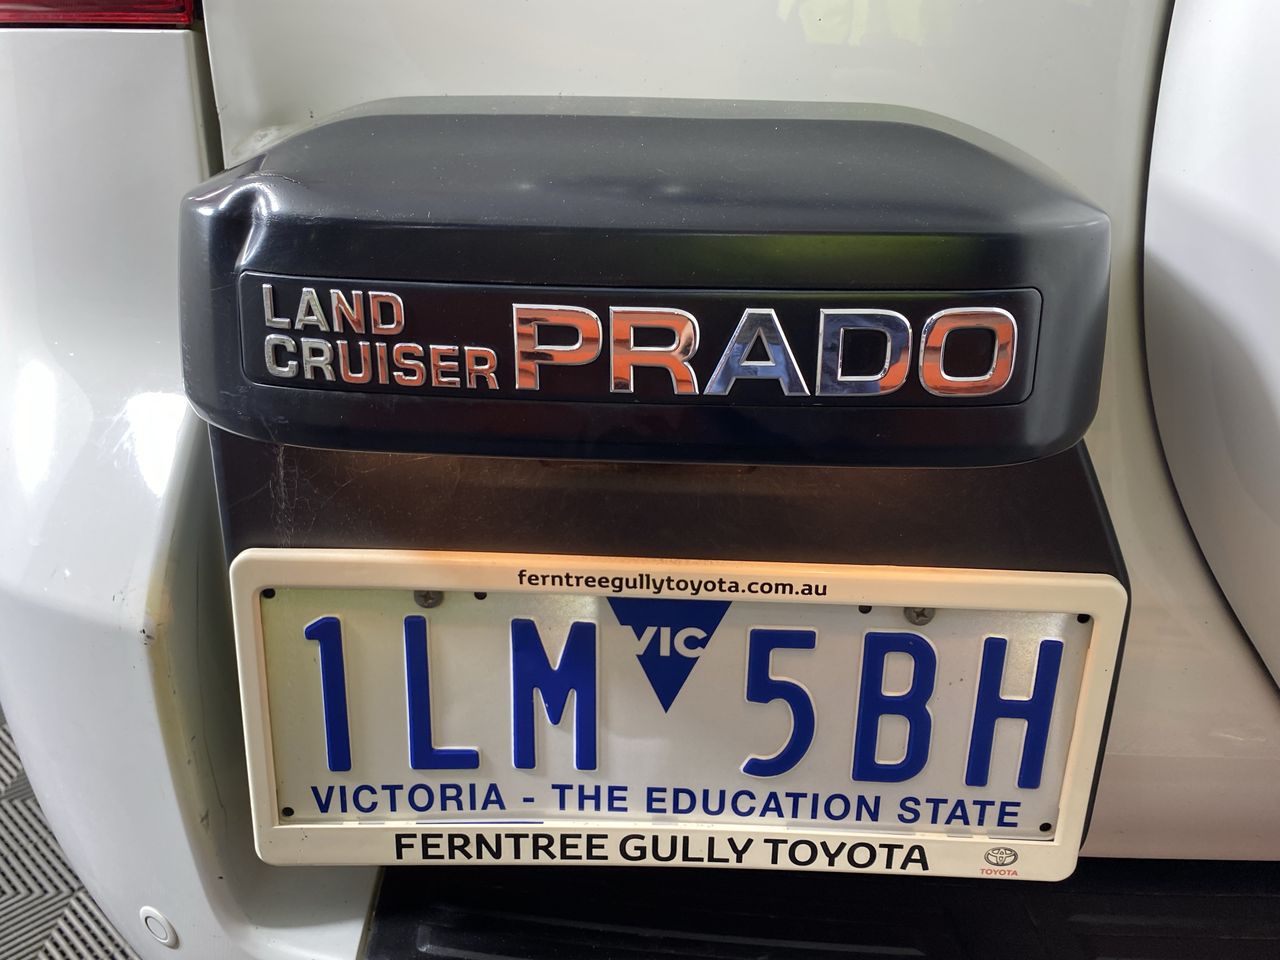 LAND
CRUISER PRADO
ferntreegullytoyota.com.au
1LM VIC 5BH
VICTORIA - THE EDUCATION STATE
FERNTREE GULLY TOYOTA
TOYOTA